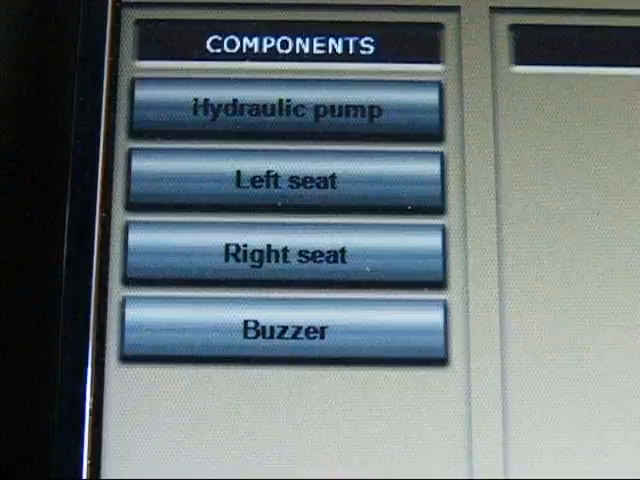 COMPONENTS
Hydraulic pump
Left seat
Right seat
Buzzer